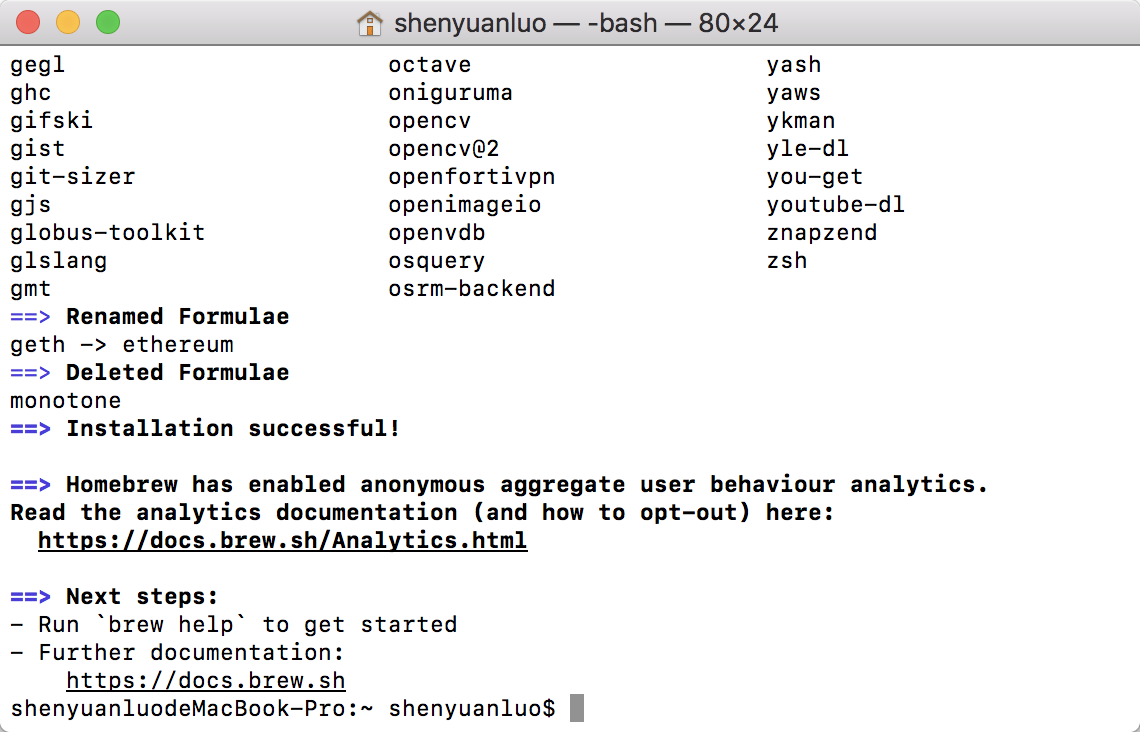 shenyuanluo — -bash — 80×24
gegl octave yash
ghc oniguruma yaws
gifski opencv ykman
gist opencv@2 yle-dl
git-sizer openfortivpn you-get
gjs openimageio youtube-dl
globus-toolkit openvdb znapzend
glslang osquery zsh
gmt osrm-backend
==> Renamed Formulae
geth -> ethereum
==> Deleted Formulae
monotone
==> Installation successful!
==> Homebrew has enabled anonymous aggregate user behaviour analytics.
Read the analytics documentation (and how to opt-out) here:
https://docs.brew.sh/Analytics.html
==> Next steps:
- Run `brew help` to get started
- Further documentation:
https://docs.brew.sh
shenyuanluodeMacBook-Pro:~ shenyuanluo$